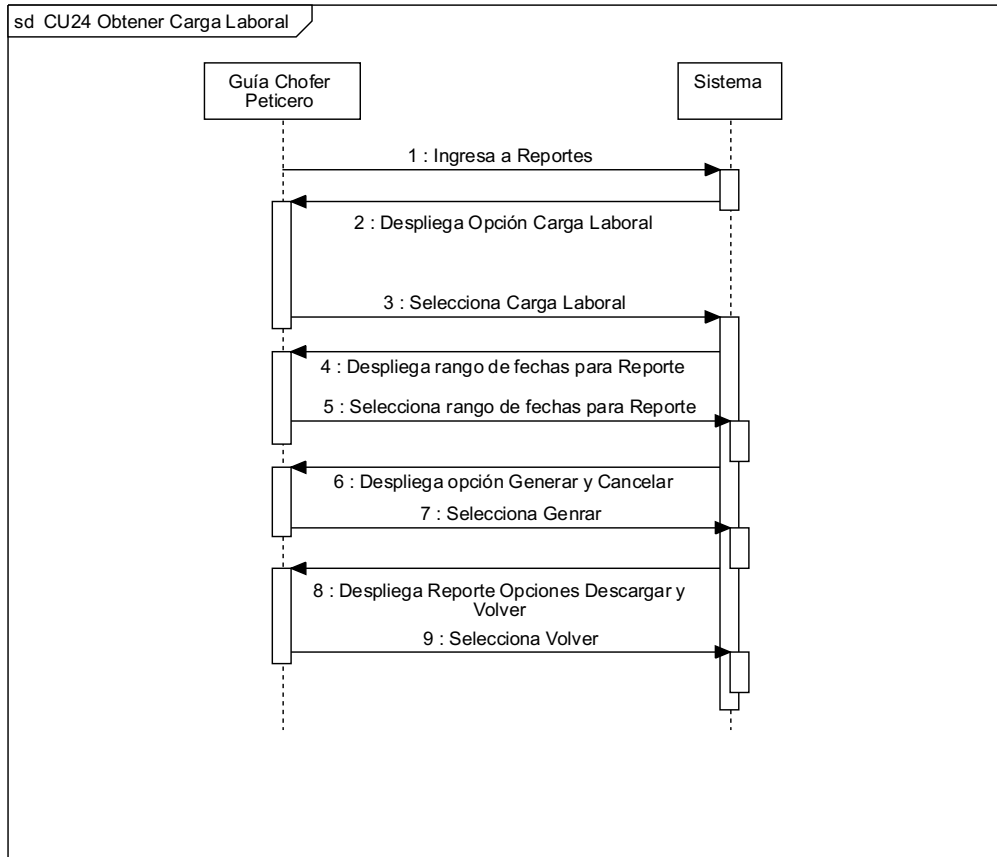 sd CU24 Obtener Carga Laboral
Guía Chofer
Peticero
Sistema
1 : Ingresa a Reportes
2 : Despliega Opción Carga Laboral
3 : Selecciona Carga Laboral
4 : Despliega rango de fechas para Reporte
5 : Selecciona rango de fechas para Reporte
6 : Despliega opción Generar y Cancelar
7 : Selecciona Genrar
8 : Despliega Reporte Opciones Descargar y
Volver
9 : Selecciona Volver